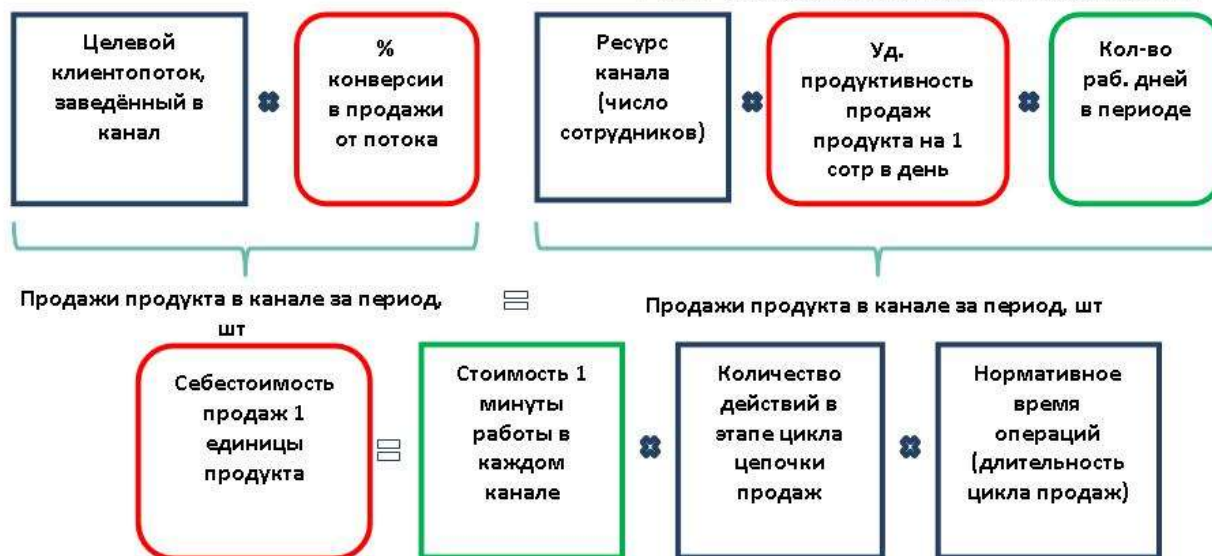 Целевой
клиентопоток,
заведённый в
канал
%
конверсии
в продажи
от потока
Ресурс
канала
(число
сотрудников)
Уд.
продуктивность
продаж
продукта на 1
сотр в день
Кол-во
раб. дней
в периоде
Продажи продукта в канале за период,
шт
Продажи продукта в канале за период, шт
Себестоимость
продаж 1
единицы
продукта
Стоимость 1
минуты
работы в
каждом
канале
Количество
действий в
этапе цикла
цепочки
продаж
Нормативное
время
операций
(длительность
цикла продаж)